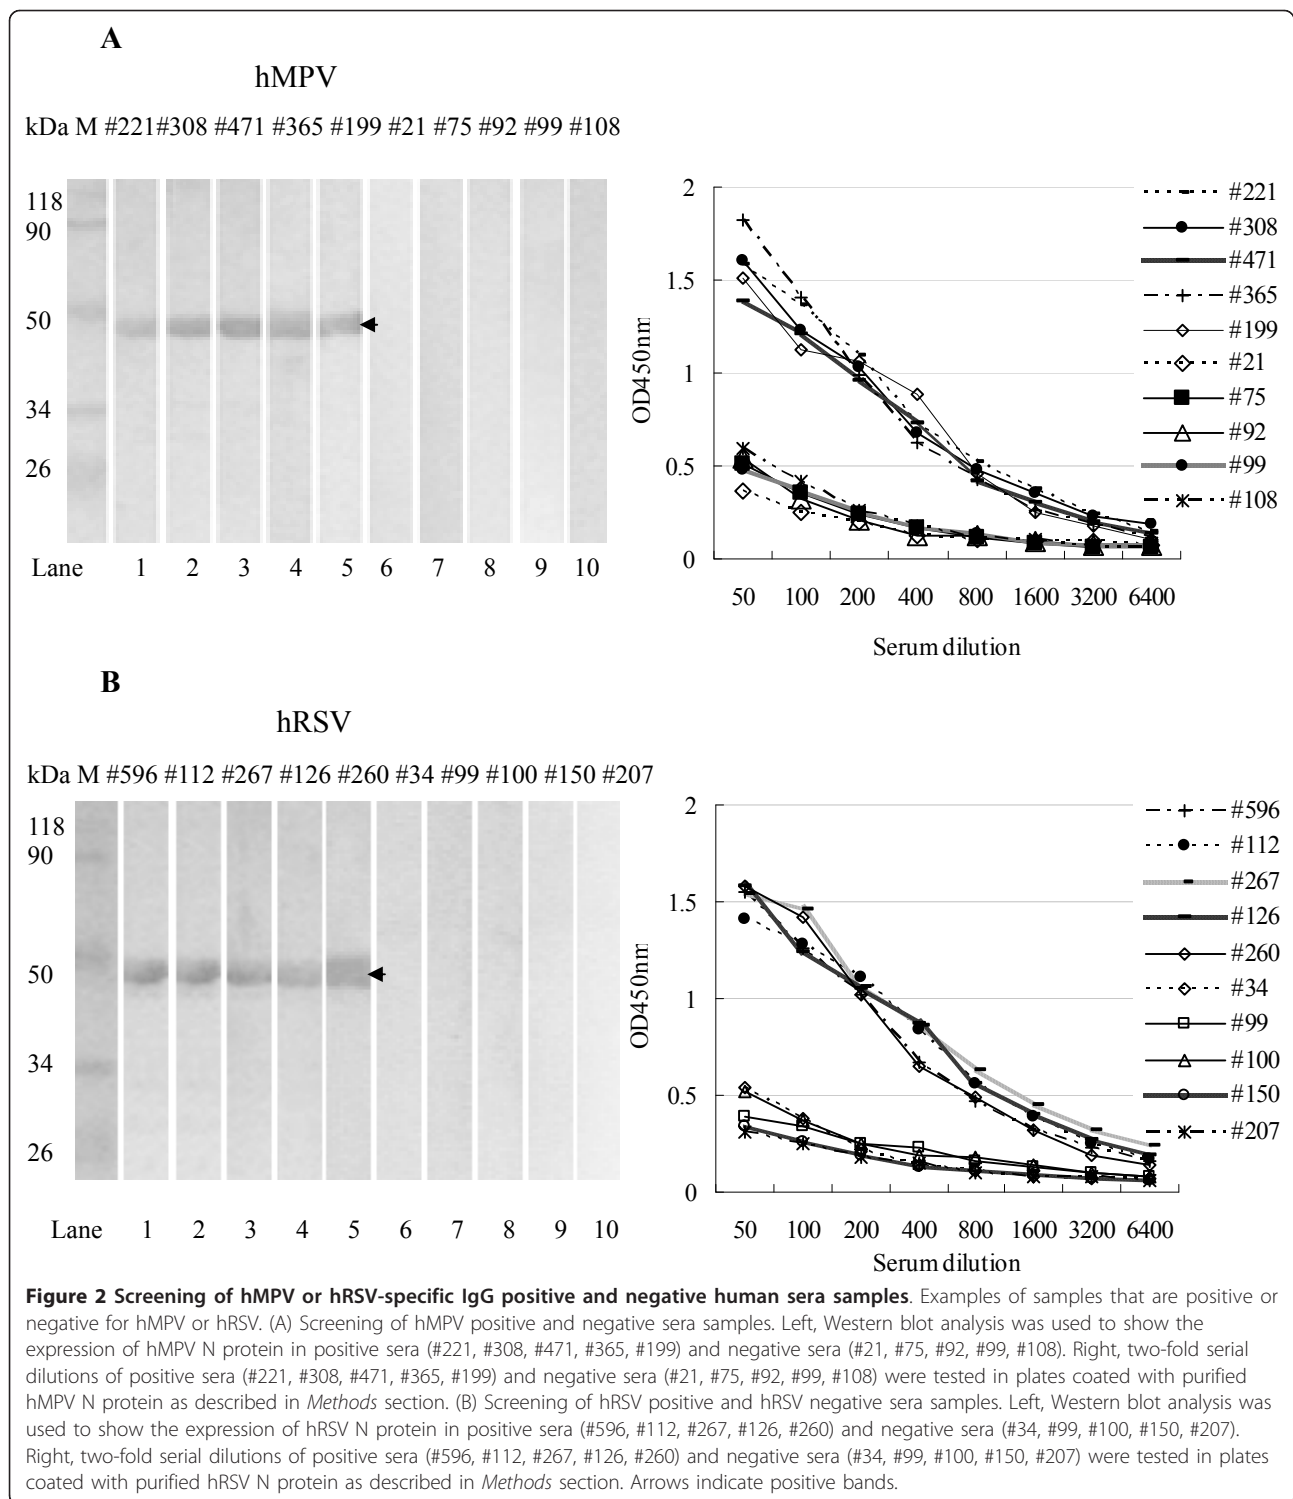 A
hMPV
kDa M #221#308 #471 #365 #199 #21 #75 #92 #99 #108
118
90
50
34
26
Lane 1 2 3 4 5 6 7 8 9 10
2
1.5
1
0.5
0
OD450nm
50 100 200 400 800 1600 3200 6400
Serum dilution
#221
#308
#471
#365
#199
#21
#75
#92
#99
#108
B
hRSV
kDa M #596 #112 #267 #126 #260 #34 #99 #100 #150 #207
118
90
50
34
26
Lane 1 2 3 4 5 6 7 8 9 10
2
1.5
1
0.5
0
OD450nm
50 100 200 400 800 1600 3200 6400
Serum dilution
#596
#112
#267
#126
#260
#34
#99
#100
#150
#207
Figure 2 Screening of hMPV or hRSV-specific IgG positive and negative human sera samples. Examples of samples that are positive or
negative for hMPV or hRSV. (A) Screening of hMPV positive and negative sera samples. Left, Western blot analysis was used to show the
expression of hMPV N protein in positive sera (#221, #308, #471, #365, #199) and negative sera (#21, #75, #92, #99, #108). Right, two-fold serial
dilutions of positive sera (#221, #308, #471, #365, #199) and negative sera (#21, #75, #92, #99, #108) were tested in plates coated with purified
hMPV N protein as described in Methods section. (B) Screening of hRSV positive and hRSV negative sera samples. Left, Western blot analysis was
used to show the expression of hRSV N protein in positive sera (#596, #112, #267, #126, #260) and negative sera (#34, #99, #100, #150, #207).
Right, two-fold serial dilutions of positive sera (#596, #112, #267, #126, #260) and negative sera (#34, #99, #100, #150, #207) were tested in plates
coated with purified hRSV N protein as described in Methods section. Arrows indicate positive bands.